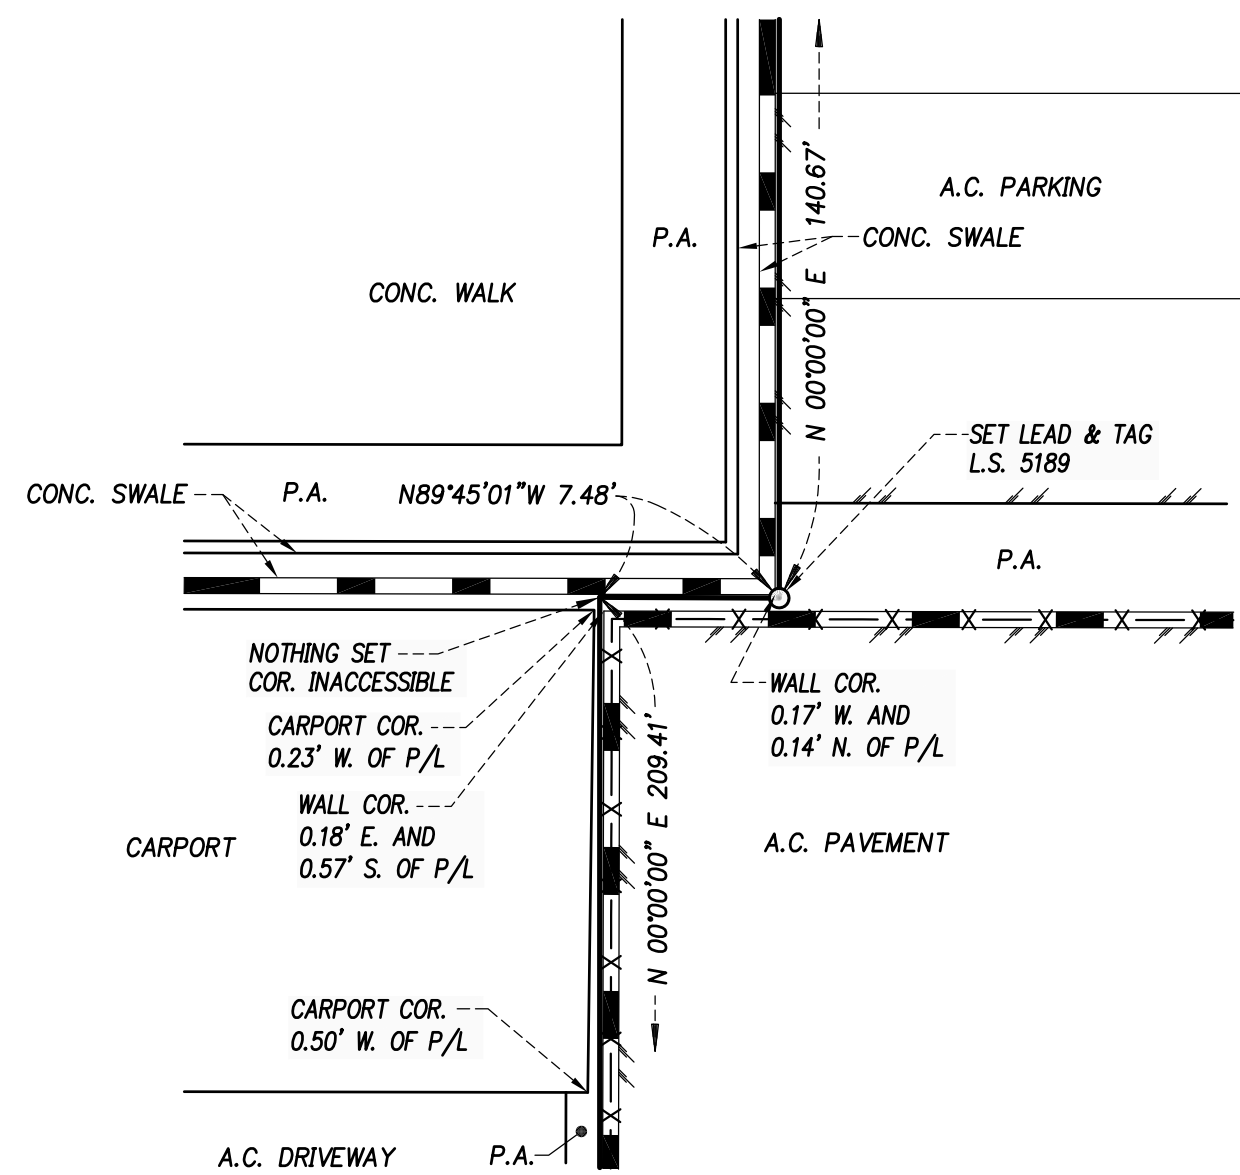 N 00°00'00" E 140.67'
A.C. PARKING
P.A.
CONC. SWALE
CONC. WALK
SET LEAD & TAG
L.S. 5189
CONC. SWALE
P.A.
N89°45'01"W 7.48'
P.A.
NOTHING SET
COR. INACCESSIBLE
WALL COR.
0.17' W. AND
0.14' N. OF P/L
CARPORT COR.
0.23' W. OF P/L
N 00°00'00" E 209.41'
WALL COR.
0.18' E. AND
0.57' S. OF P/L
CARPORT
A.C. PAVEMENT
CARPORT COR.
0.50' W. OF P/L
A.C. DRIVEWAY
P.A.